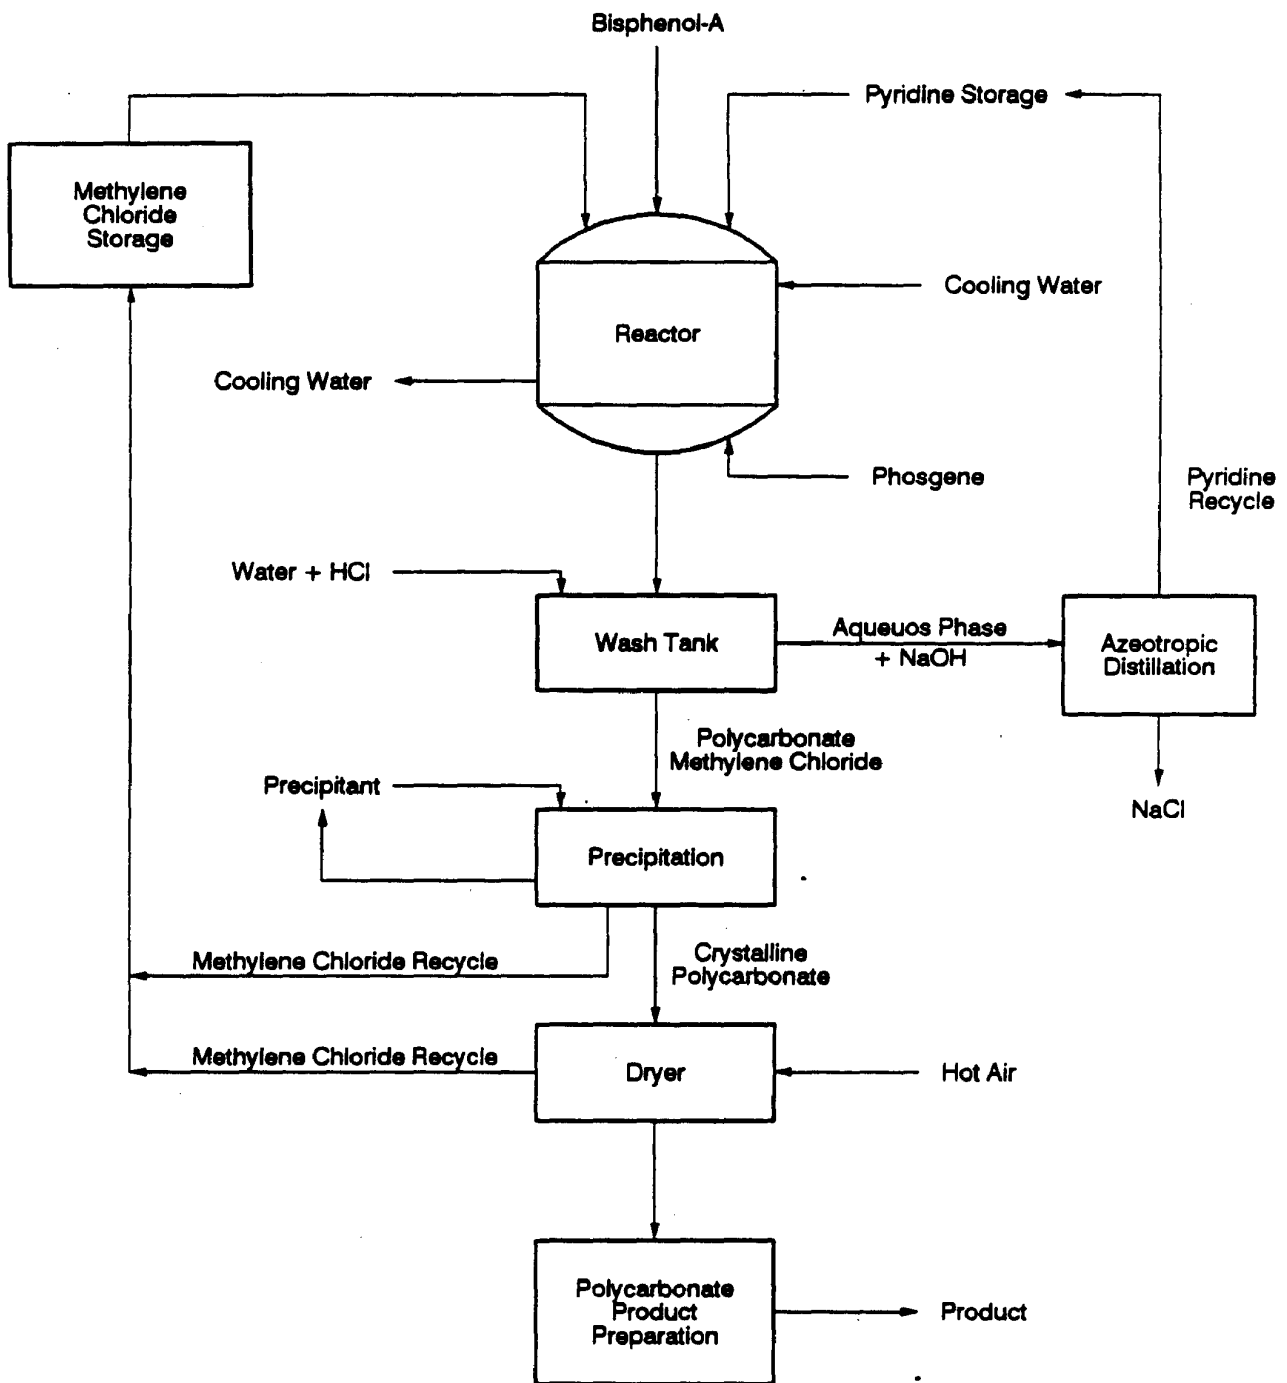 Bisphenol-A
Pyridine Storage
Methylene
Chloride
Storage
Cooling Water
Reactor
Cooling Water
Phosgene
Pyridine
Recycle
Water + HCl
Wash Tank
Aqueuos Phase
+ NaOH
Azeotropic
Distillation
Polycarbonate
Methylene Chloride
Precipitant
NaCl
Precipitation
Methylene Chloride Recycle
Crystalline
Polycarbonate
Methylene Chloride Recycle
Dryer
Hot Air
Polycarbonate
Product
Preparation
Product